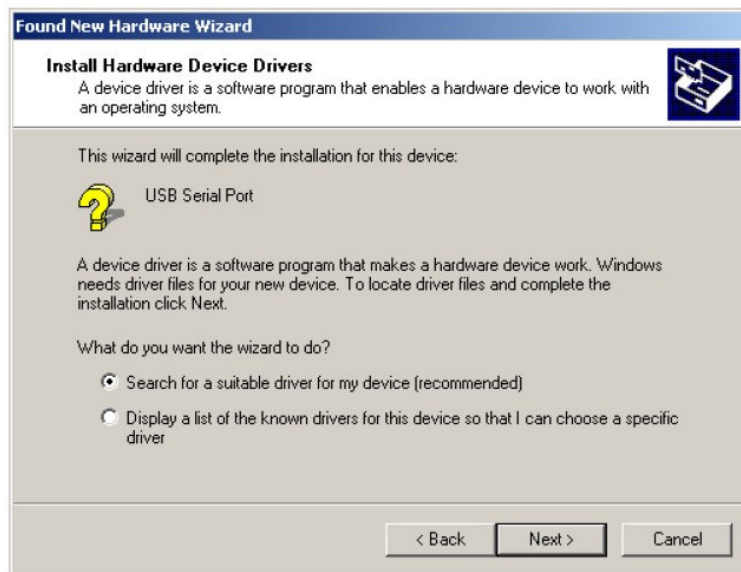 Found New Hardware Wizard
Install Hardware Device Drivers
A device driver is a software program that enables a hardware device to work with
an operating system.
This wizard will complete the installation for this device:
USB Serial Port
A device driver is a software program that makes a hardware device work. Windows
needs driver files for your new device. To locate driver files and complete the
installation click Next.
What do you want the wizard to do?
Search for a suitable driver for my device (recommended)
Display a list of the known drivers for this device so that I can choose a specific
driver
< Back Next > Cancel